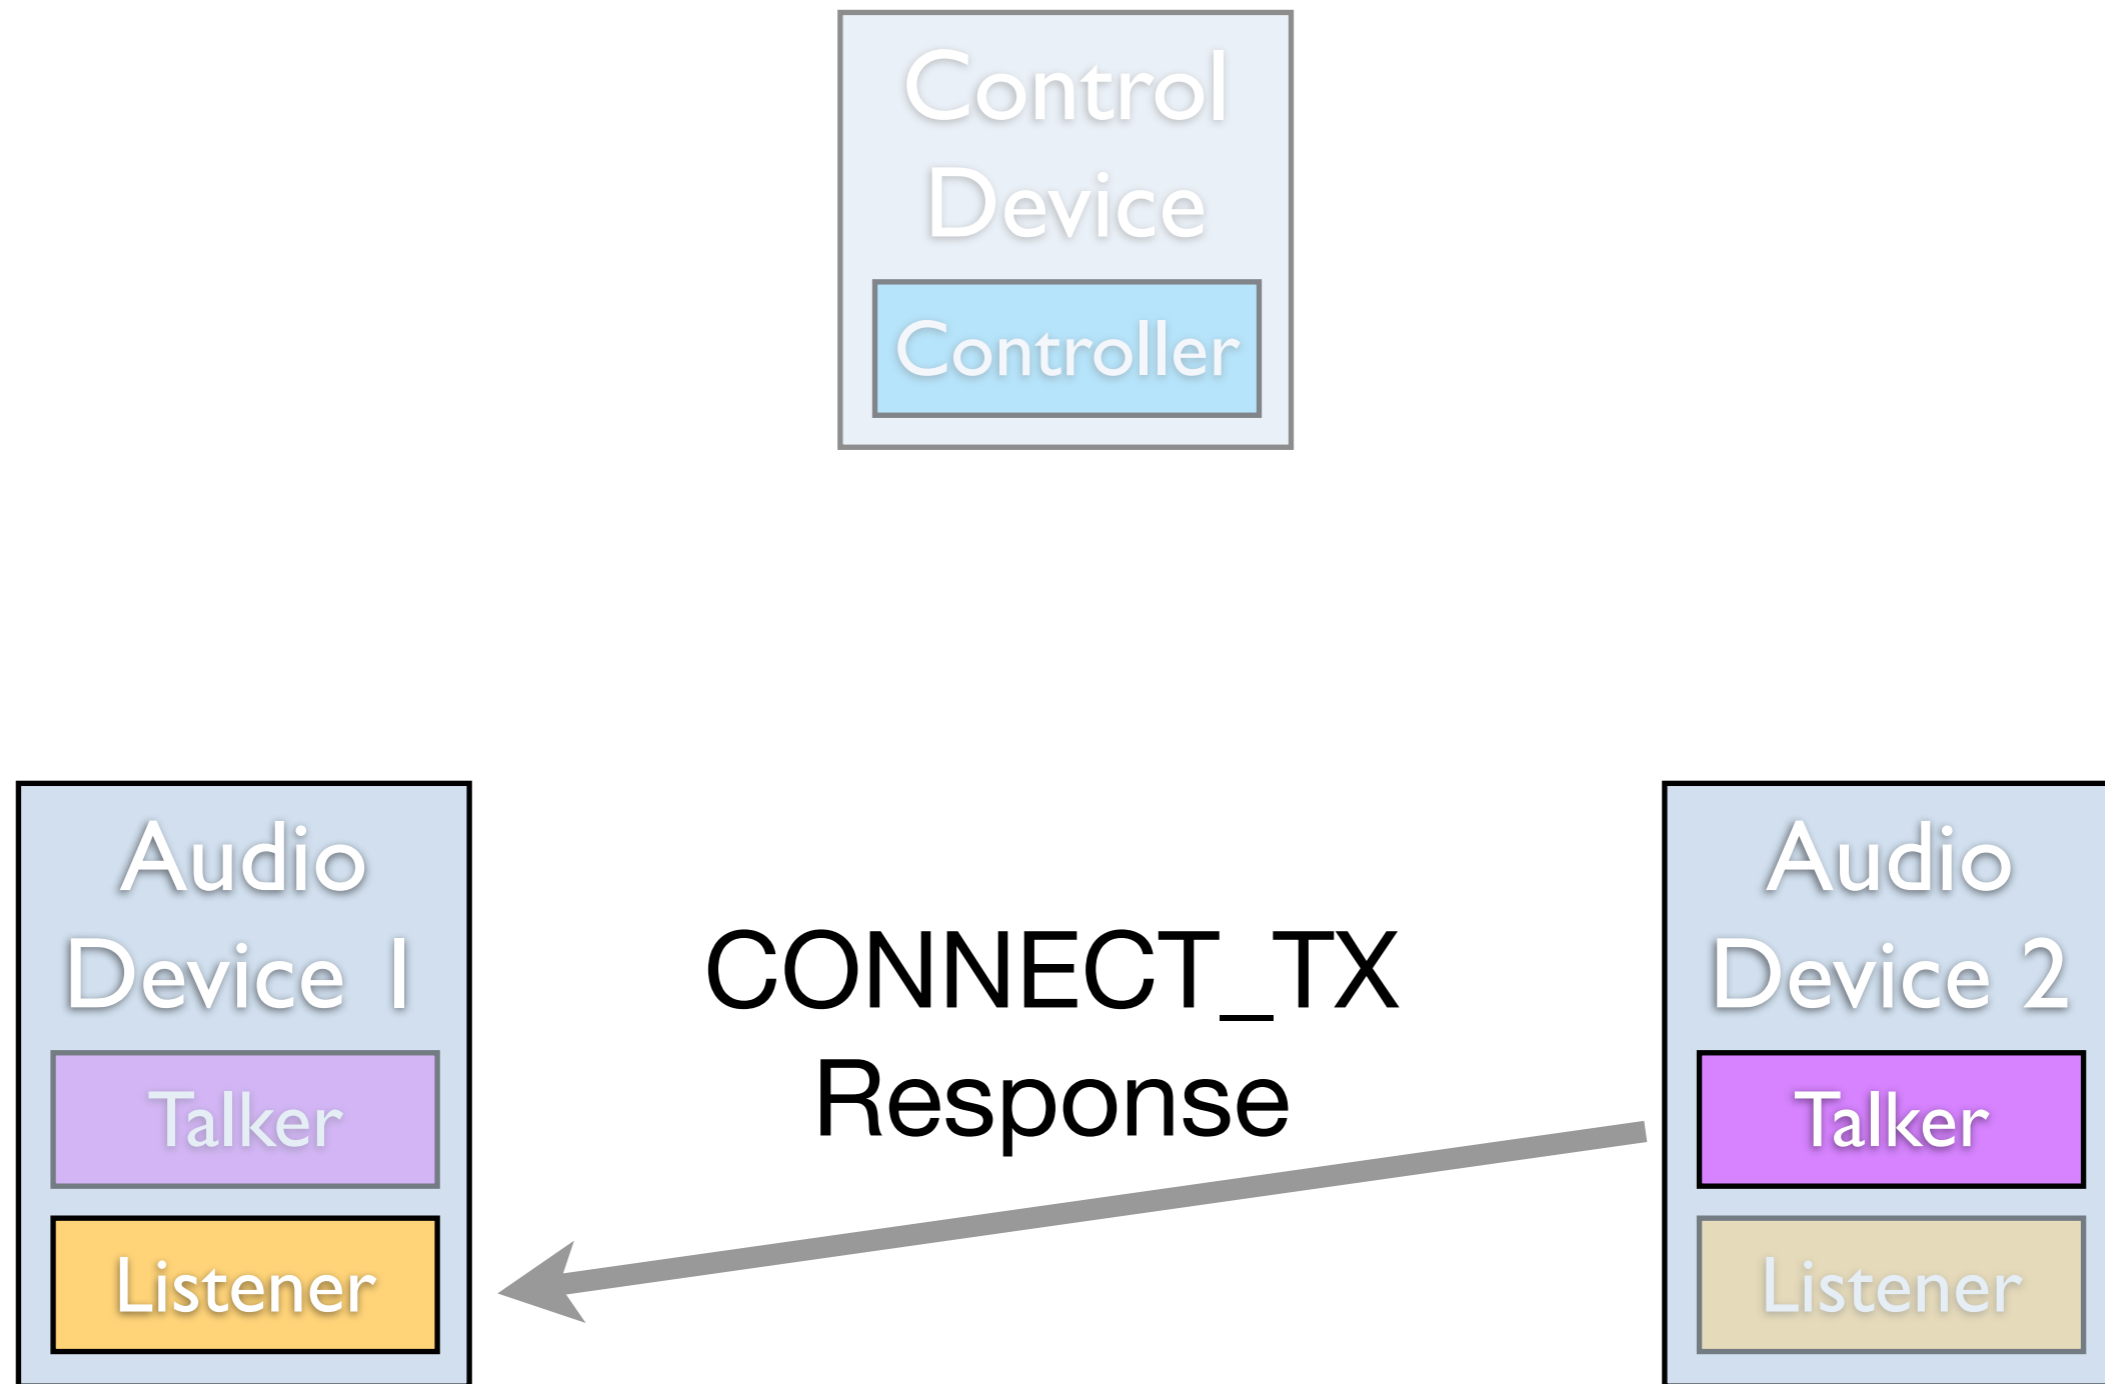 Control
Device
Controller
Audio
Device 1
Talker
Listener
CONNECT_TX
Response
Audio
Device 2
Talker
Listener